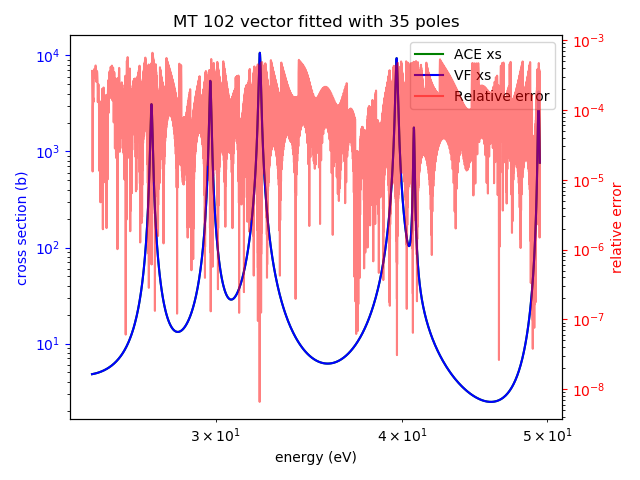 MT 102 vector fitted with 35 poles
ACE xs
VF xs
Relative error
cross section (b)
10⁴
10³
10²
10¹
10⁻³
10⁻⁴
10⁻⁵
10⁻⁶
10⁻⁷
10⁻⁸
relative error
3 × 10¹
4 × 10¹
5 × 10¹
energy (eV)